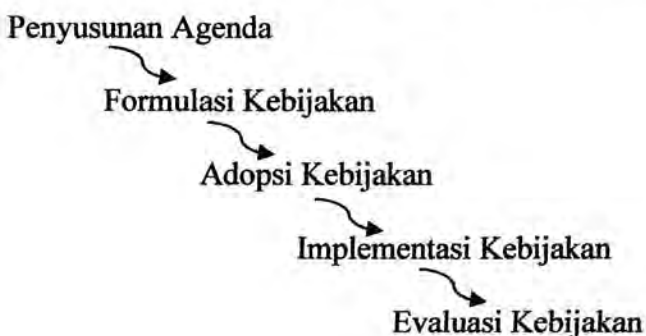 Penyusunan Agenda
Formulasi Kebijakan
Adopsi Kebijakan
Implementasi Kebijakan
Evaluasi Kebijakan